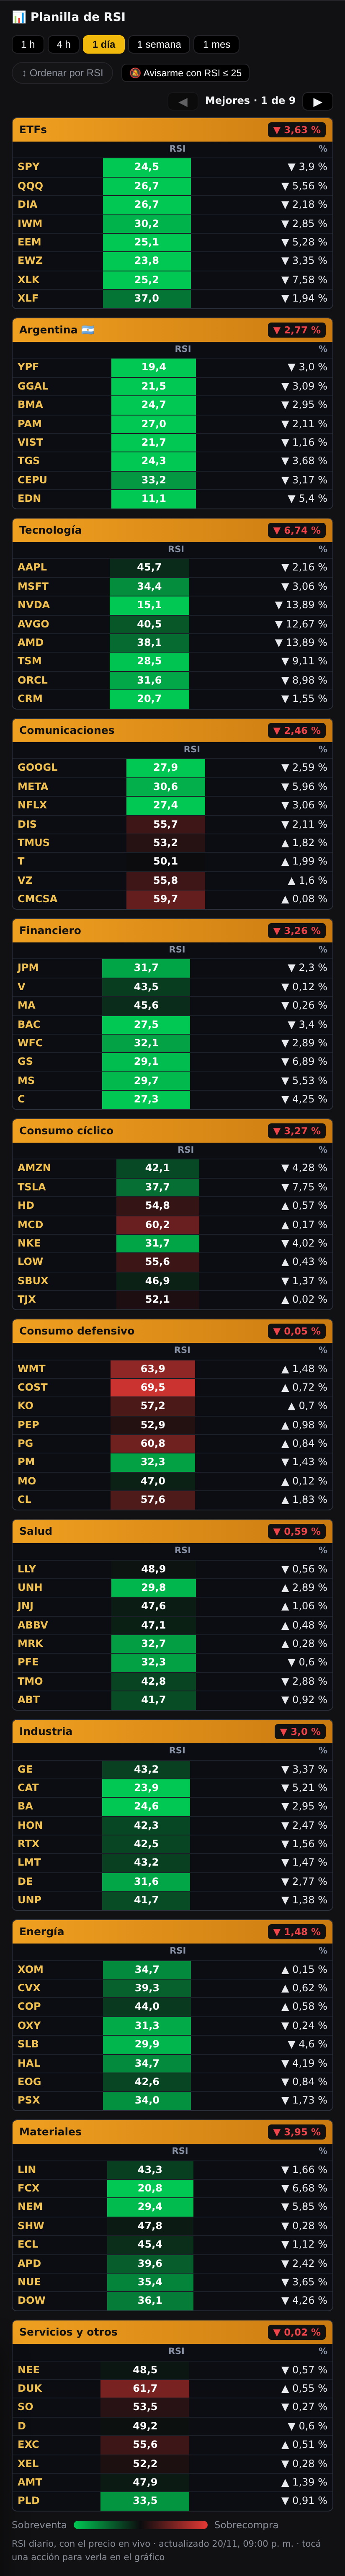 📊 Planilla de RSI
1 h 4 h 1 día 1 semana 1 mes
↕ Ordenar por RSI 🔕 Avisarme con RSI ≤ 25
◀ Mejores · 1 de 9 ▶
ETFs ▼ 3,63 %
RSI %
SPY 24,5 ▼ 3,9 %
QQQ 26,7 ▼ 5,56 %
DIA 26,7 ▼ 2,18 %
IWM 30,2 ▼ 2,85 %
EEM 25,1 ▼ 5,28 %
EWZ 23,8 ▼ 3,35 %
XLK 25,2 ▼ 7,58 %
XLF 37,0 ▼ 1,94 %
Argentina 🇦🇷 ▼ 2,77 %
RSI %
YPF 19,4 ▼ 3,0 %
GGAL 21,5 ▼ 3,09 %
BMA 24,7 ▼ 2,95 %
PAM 27,0 ▼ 2,11 %
VIST 21,7 ▼ 1,16 %
TGS 24,3 ▼ 3,68 %
CEPU 33,2 ▼ 3,17 %
EDN 11,1 ▼ 5,4 %
Tecnología ▼ 6,74 %
RSI %
AAPL 45,7 ▼ 2,16 %
MSFT 34,4 ▼ 3,06 %
NVDA 15,1 ▼ 13,89 %
AVGO 40,5 ▼ 12,67 %
AMD 38,1 ▼ 13,89 %
TSM 28,5 ▼ 9,11 %
ORCL 31,6 ▼ 8,98 %
CRM 20,7 ▼ 1,55 %
Comunicaciones ▼ 2,46 %
RSI %
GOOGL 27,9 ▼ 2,59 %
META 30,6 ▼ 5,96 %
NFLX 27,4 ▼ 3,06 %
DIS 55,7 ▼ 2,11 %
TMUS 53,2 ▲ 1,82 %
T 50,1 ▲ 1,99 %
VZ 55,8 ▲ 1,6 %
CMCSA 59,7 ▲ 0,08 %
Financiero ▼ 3,26 %
RSI %
JPM 31,7 ▼ 2,3 %
V 43,5 ▼ 0,12 %
MA 45,6 ▼ 0,26 %
BAC 27,5 ▼ 3,4 %
WFC 32,1 ▼ 2,89 %
GS 29,1 ▼ 6,89 %
MS 29,7 ▼ 5,53 %
C 27,3 ▼ 4,25 %
Consumo cíclico ▼ 3,27 %
RSI %
AMZN 42,1 ▼ 4,28 %
TSLA 37,7 ▼ 7,75 %
HD 54,8 ▲ 0,57 %
MCD 60,2 ▲ 0,17 %
NKE 31,7 ▼ 4,02 %
LOW 55,6 ▲ 0,43 %
SBUX 46,9 ▼ 1,37 %
TJX 52,1 ▲ 0,02 %
Consumo defensivo ▼ 0,05 %
RSI %
WMT 63,9 ▲ 1,48 %
COST 69,5 ▲ 0,72 %
KO 57,2 ▲ 0,7 %
PEP 52,9 ▲ 0,98 %
PG 60,8 ▲ 0,84 %
PM 32,3 ▼ 1,43 %
MO 47,0 ▲ 0,12 %
CL 57,6 ▲ 1,83 %
Salud ▼ 0,59 %
RSI %
LLY 48,9 ▼ 0,56 %
UNH 29,8 ▲ 2,89 %
JNJ 47,6 ▲ 1,06 %
ABBV 47,1 ▲ 0,48 %
MRK 32,7 ▲ 0,28 %
PFE 32,3 ▼ 0,6 %
TMO 42,8 ▼ 2,88 %
ABT 41,7 ▼ 0,92 %
Industria ▼ 3,0 %
RSI %
GE 43,2 ▼ 3,37 %
CAT 23,9 ▼ 5,21 %
BA 24,6 ▼ 2,95 %
HON 42,3 ▼ 2,47 %
RTX 42,5 ▼ 1,56 %
LMT 43,2 ▼ 1,47 %
DE 31,6 ▼ 2,77 %
UNP 41,7 ▼ 1,38 %
Energía ▼ 1,48 %
RSI %
XOM 34,7 ▲ 0,15 %
CVX 39,3 ▲ 0,62 %
COP 44,0 ▲ 0,58 %
OXY 31,3 ▼ 0,24 %
SLB 29,9 ▼ 4,6 %
HAL 34,7 ▼ 4,19 %
EOG 42,6 ▼ 0,84 %
PSX 34,0 ▼ 1,73 %
Materiales ▼ 3,95 %
RSI %
LIN 43,3 ▼ 1,66 %
FCX 20,8 ▼ 6,68 %
NEM 29,4 ▼ 5,85 %
SHW 47,8 ▼ 0,28 %
ECL 45,4 ▼ 1,12 %
APD 39,6 ▼ 2,42 %
NUE 35,4 ▼ 3,65 %
DOW 36,1 ▼ 4,26 %
Servicios y otros ▼ 0,02 %
RSI %
NEE 48,5 ▼ 0,57 %
DUK 61,7 ▲ 0,55 %
SO 53,5 ▼ 0,27 %
D 49,2 ▼ 0,6 %
EXC 55,6 ▲ 0,51 %
XEL 52,2 ▼ 0,28 %
AMT 47,9 ▲ 1,39 %
PLD 33,5 ▼ 0,91 %
Sobreventa Sobrecompra
RSI diario, con el precio en vivo · actualizado 20/11, 09:00 p. m. · tocá
una acción para verla en el gráfico